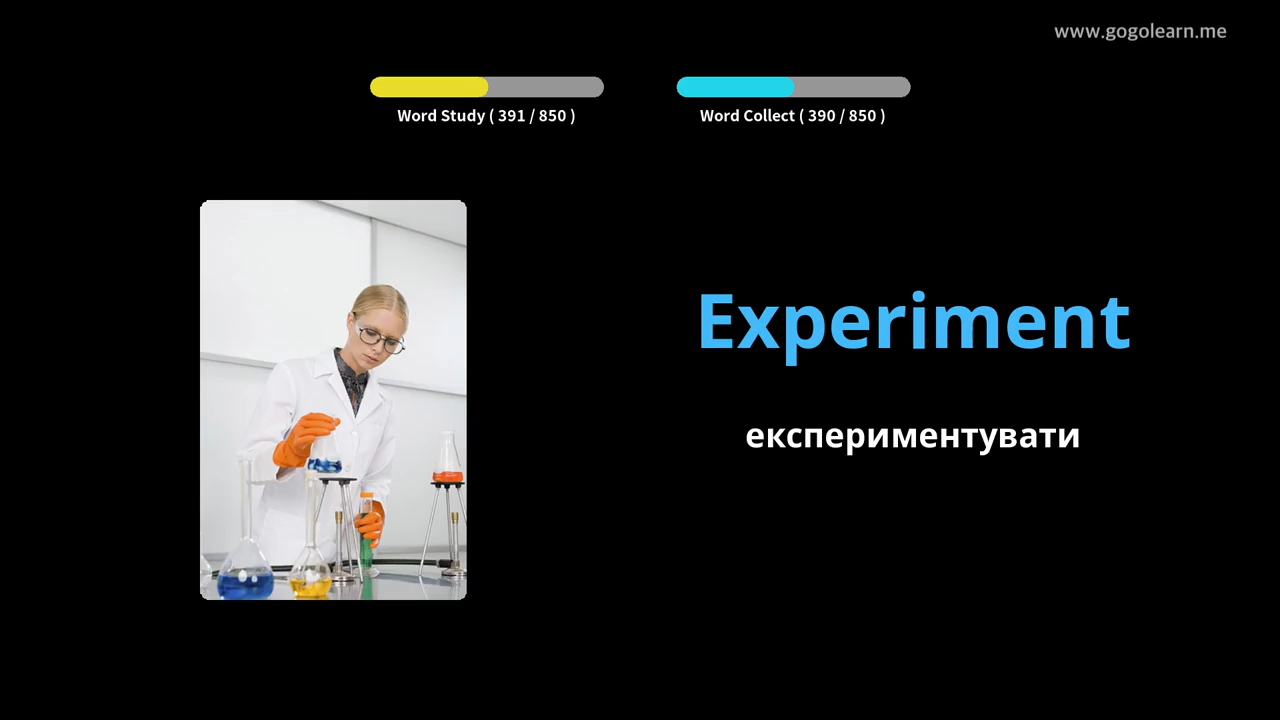 www.gogolearn.me
Word Study ( 391 / 850 )
Word Collect ( 390 / 850 )
Experiment
експериментувати